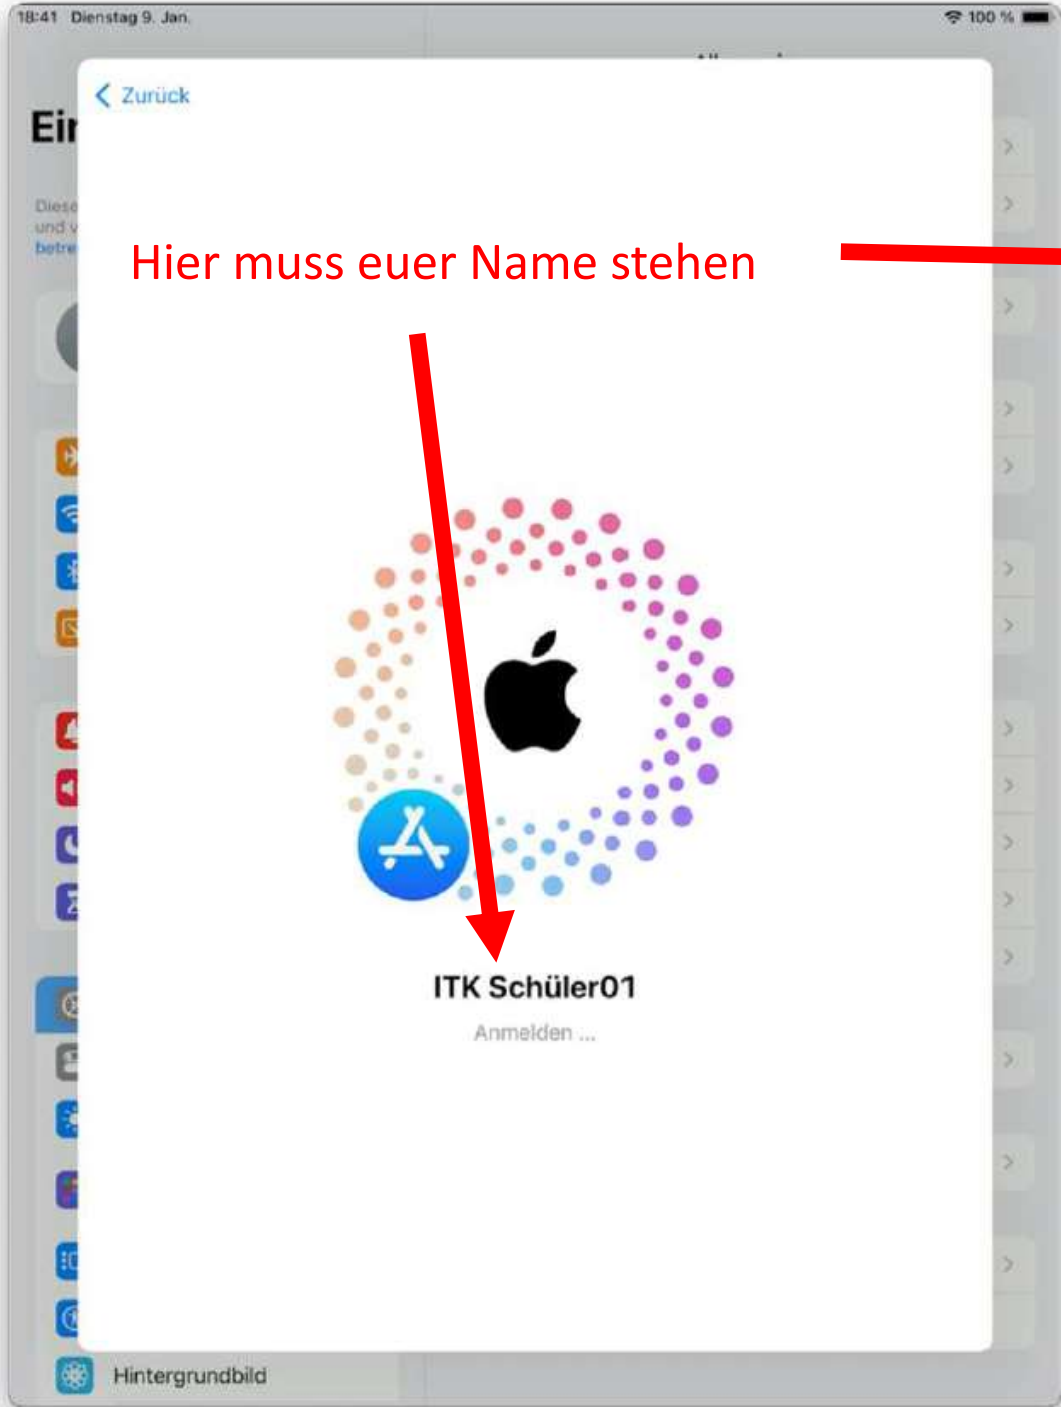 18:41 Dienstag 9. Jan.
100 %
Zurück
Hier muss euer Name stehen
ITK Schüler01
Anmelden ...
Hintergrundbild